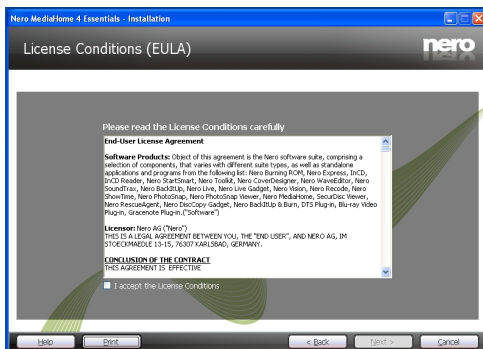 Nero MediaHome 4 Essentials - Installation
License Conditions (EULA)
nero
Please read the License Conditions carefully
End-User License Agreement
Software Products: Object of this agreement is the Nero software suite, comprising a
selection of components, that varies with different suite types, as well as standalone
applications and programs from the following list: Nero Burning ROM, Nero Express, InCD,
InCD Reader, Nero StartSmart, Nero Toolkit, Nero CoverDesigner, Nero WaveEditor, Nero
SoundTrax, Nero BackItUp, Nero Live, Nero Live Gadget, Nero Vision, Nero Recode, Nero
ShowTime, Nero PhotoSnap, Nero PhotoSnap Viewer, Nero MediaHome, SecurDisc Viewer,
Nero RescueAgent, Nero DiscCopy Gadget, Nero BackItUp & Burn, DTS Plug-in, Blu-ray Video
Plug-in, Gracenote Plug-in.("Software")
Licensor: Nero AG ("Nero")
THIS IS A LEGAL AGREEMENT BETWEEN YOU, THE "END USER", AND NERO AG, IM
STOECKMAEDLE 13-15, 76307 KARLSBAD, GERMANY.
CONCLUSION OF THE CONTRACT
THIS AGREEMENT IS EFFECTIVE
I accept the License Conditions
Help
Print
< Back
Next >
Cancel